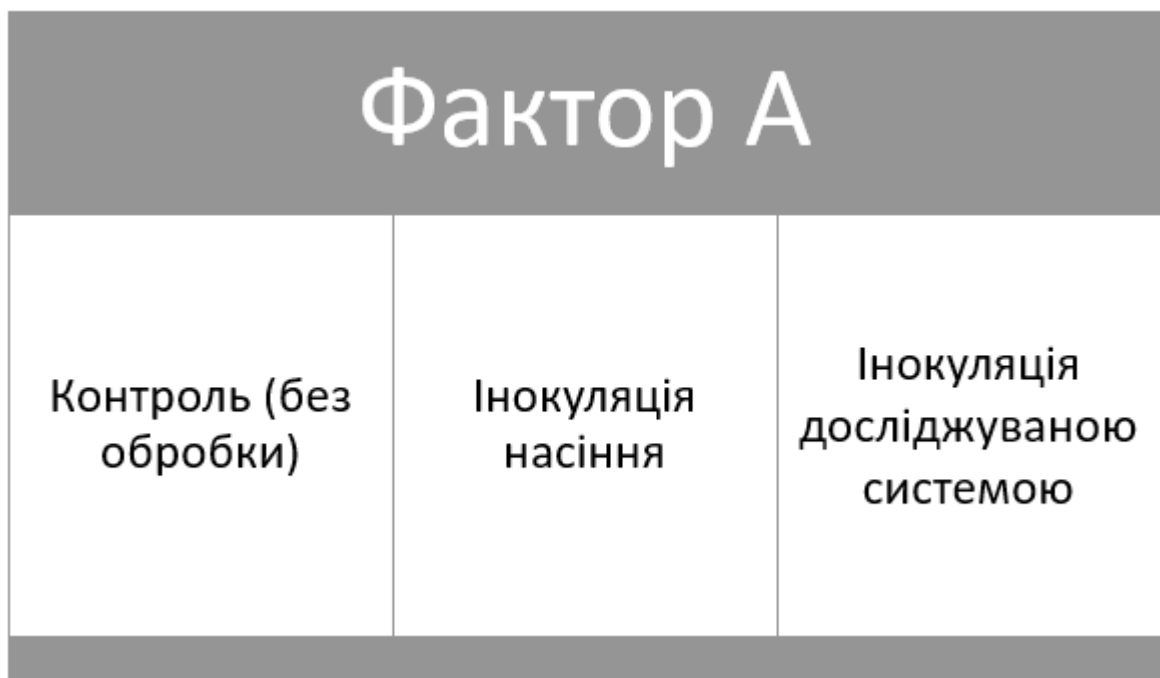 Фактор А
Контроль (без
обробки)
Інокуляція
насіння
Інокуляція
досліджуваною
системою